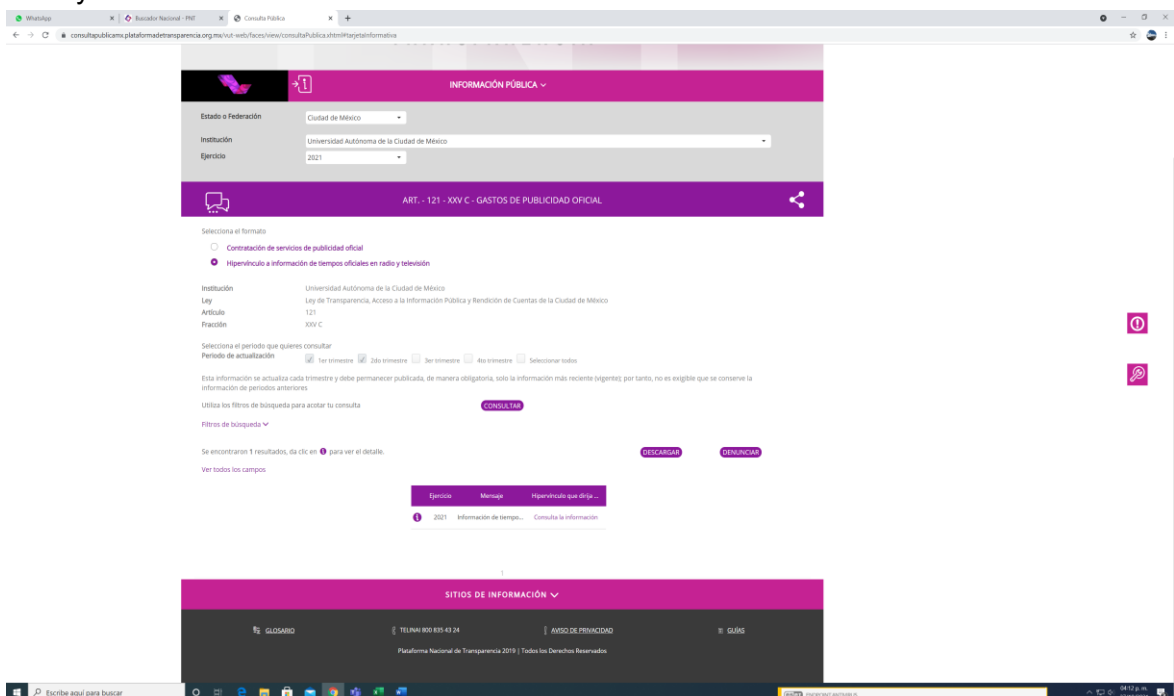 WhatsApp
Buscador Nacional - PNT
Consulta Pública
consultapublicamx.plataformadetransparencia.org.mx/vut-web/faces/view/consultaPublica.xhtml#tarjetaInformativa
INFORMACIÓN PÚBLICA
Estado o Federación Ciudad de México
Institución Universidad Autónoma de la Ciudad de México
Ejercicio 2021
ART. - 121 - XXV C - GASTOS DE PUBLICIDAD OFICIAL
Selecciona el formato
Contratación de servicios de publicidad oficial
Hipervínculo a información de tiempos oficiales en radio y televisión
Institución Universidad Autónoma de la Ciudad de México
Ley Ley de Transparencia, Acceso a la Información Pública y Rendición de Cuentas de la Ciudad de México
Artículo 121
Fracción XXV C
Selecciona el periodo que quieres consultar
Periodo de actualización 1er trimestre 2do trimestre 3er trimestre 4to trimestre Seleccionar todos
Esta información se actualiza cada trimestre y debe permanecer publicada, de manera obligatoria, solo la información más reciente (vigente); por tanto, no es exigible que se conserve la
información de periodos anteriores
Utiliza los filtros de búsqueda para acotar tu consulta CONSULTAR
Filtros de búsqueda
Se encontraron 1 resultados, da clic en para ver el detalle. DESCARGAR DENUNCIAR
Ver todos los campos
Ejercicio Mensaje Hipervínculo que dirija ...
2021 Información de tiempo... Consulta la información
1
SITIOS DE INFORMACIÓN
GLOSARIO TELINAI 800 835 43 24 AVISO DE PRIVACIDAD GUÍAS
Plataforma Nacional de Transparencia 2019 | Todos los Derechos Reservados
Escribe aquí para buscar
04:12 p. m.